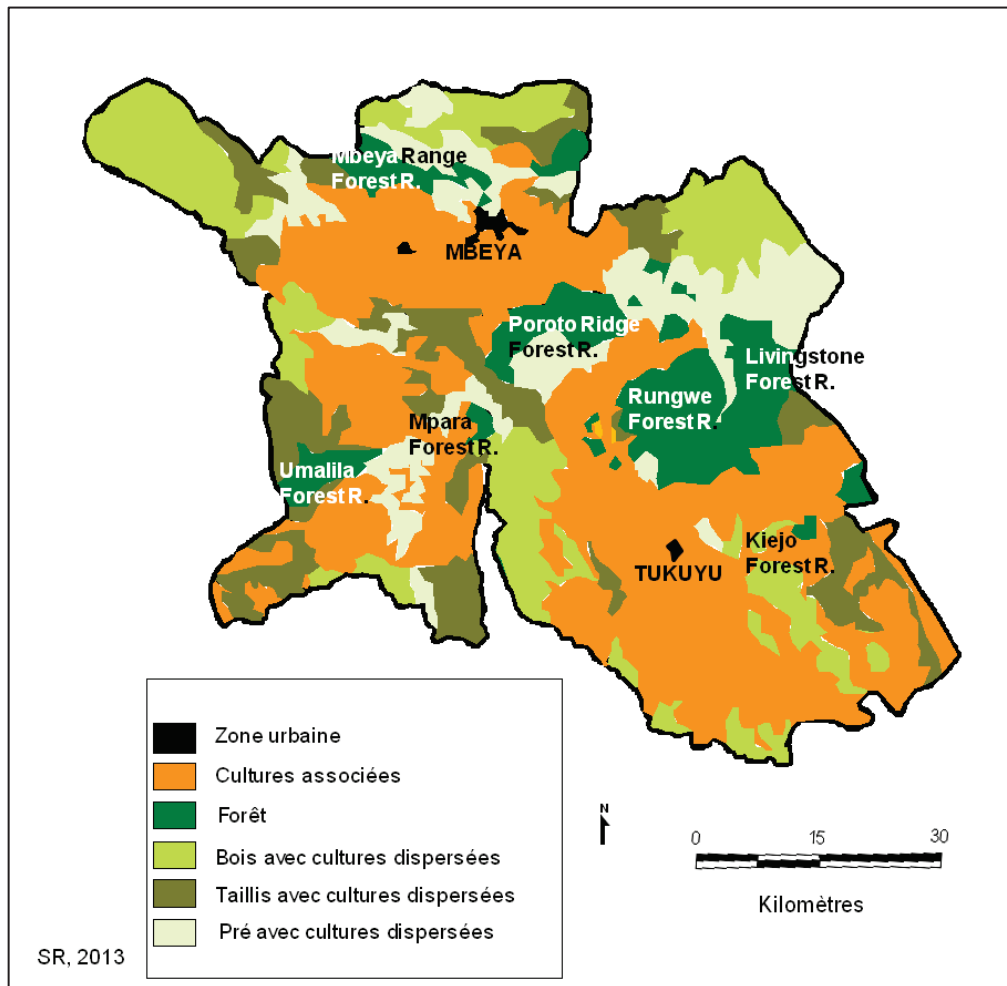 Mbeya Range
Forest R.
MBEYA
Poroto Ridge
Forest R.
Livingstone
Forest R.
Rungwe
Forest R.
Mpara
Forest R.
Umalila
Forest R.
Kiejo
Forest R.
TUKUYU
Zone urbaine
Cultures associées
Forêt
Bois avec cultures dispersées
Taillis avec cultures dispersées
Pré avec cultures dispersées
N
0 15 30
Kilomètres
SR, 2013